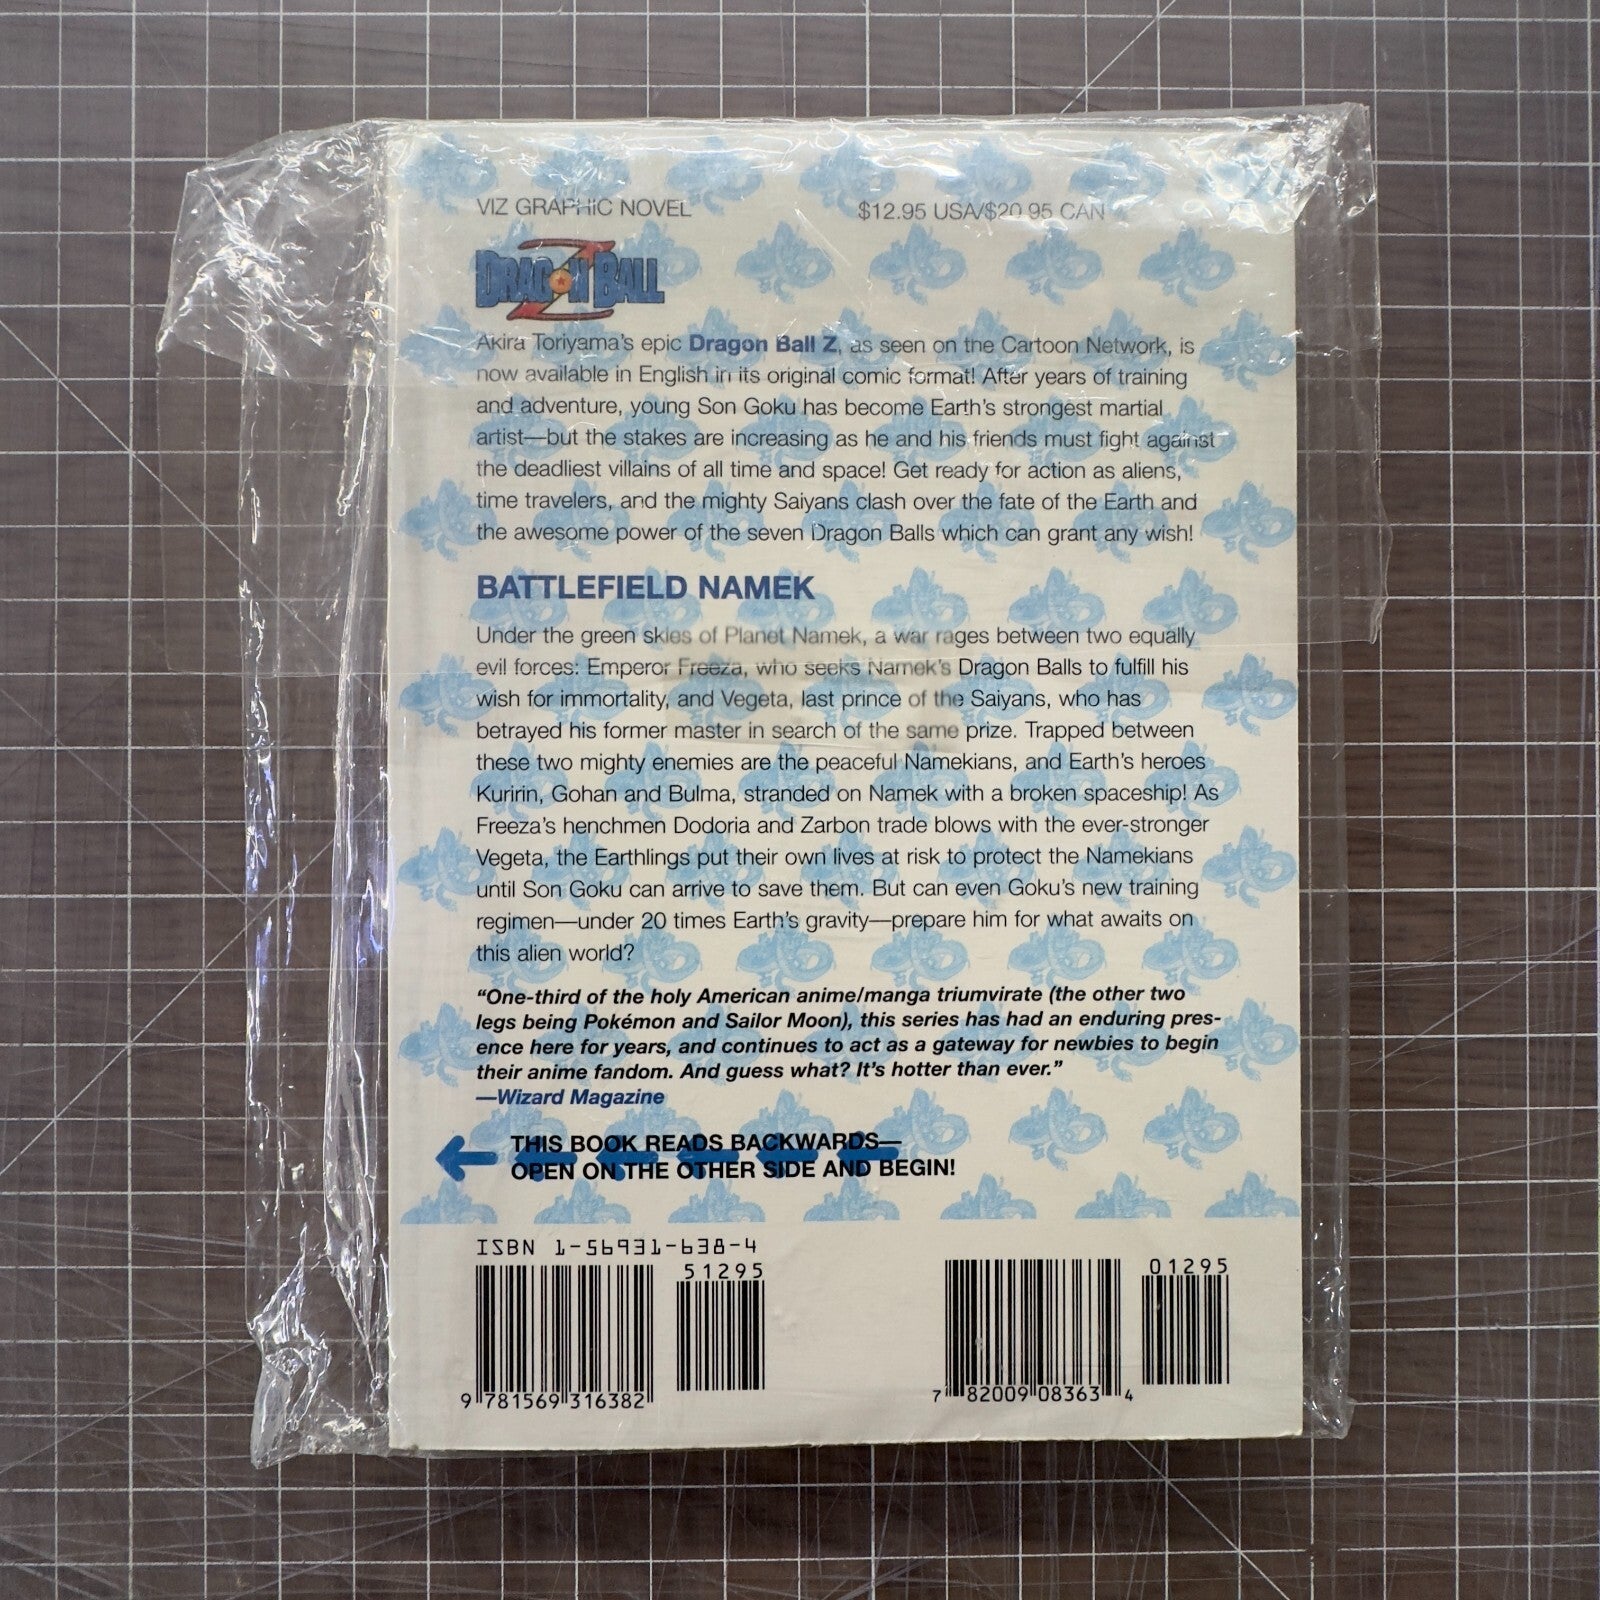 VIZ GRAPHIC NOVEL
$12.95 USA/$20.95 CAN
DRAGON BALL Z
Akira Toriyama's epic Dragon Ball Z, as seen on the Cartoon Network, is
now available in English in its original comic format! After years of training
and adventure, young Son Goku has become Earth's strongest martial
artist—but the stakes are increasing as he and his friends must fight against
the deadliest villains of all time and space! Get ready for action as aliens,
time travelers, and the mighty Saiyans clash over the fate of the Earth and
the awesome power of the seven Dragon Balls which can grant any wish!
BATTLEFIELD NAMEK
Under the green skies of Planet Namek, a war rages between two equally
evil forces: Emperor Freeza, who seeks Namek's Dragon Balls to fulfill his
wish for immortality, and Vegeta, last prince of the Saiyans, who has
betrayed his former master in search of the same prize. Trapped between
these two mighty enemies are the peaceful Namekians, and Earth's heroes
Kuririn, Gohan and Bulma, stranded on Namek with a broken spaceship! As
Freeza's henchmen Dodoria and Zarbon trade blows with the ever-stronger
Vegeta, the Earthlings put their own lives at risk to protect the Namekians
until Son Goku can arrive to save them. But can even Goku's new training
regimen—under 20 times Earth's gravity—prepare him for what awaits on
this alien world?
"One-third of the holy American anime/manga triumvirate (the other two
legs being Pokémon and Sailor Moon), this series has had an enduring pres-
ence here for years, and continues to act as a gateway for newbies to begin
their anime fandom. And guess what? It's hotter than ever."
—Wizard Magazine
THIS BOOK READS BACKWARDS—
OPEN ON THE OTHER SIDE AND BEGIN!
ISBN 1-56931-638-4
51295
9 781569 316382
01295
7 82009 08363 4